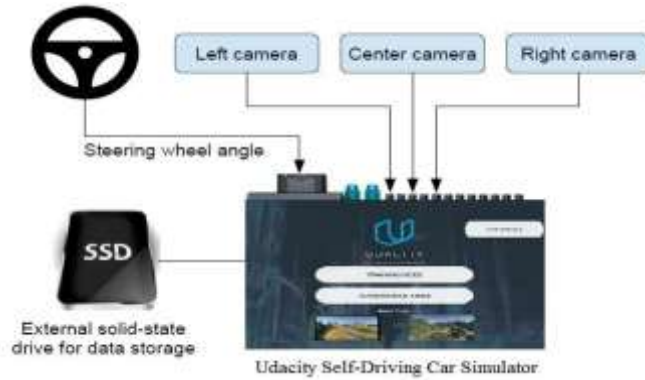 Left camera
Center camera
Right camera
Steering wheel angle
SSD
External solid-state
drive for data storage
Udacity Self-Driving Car Simulator